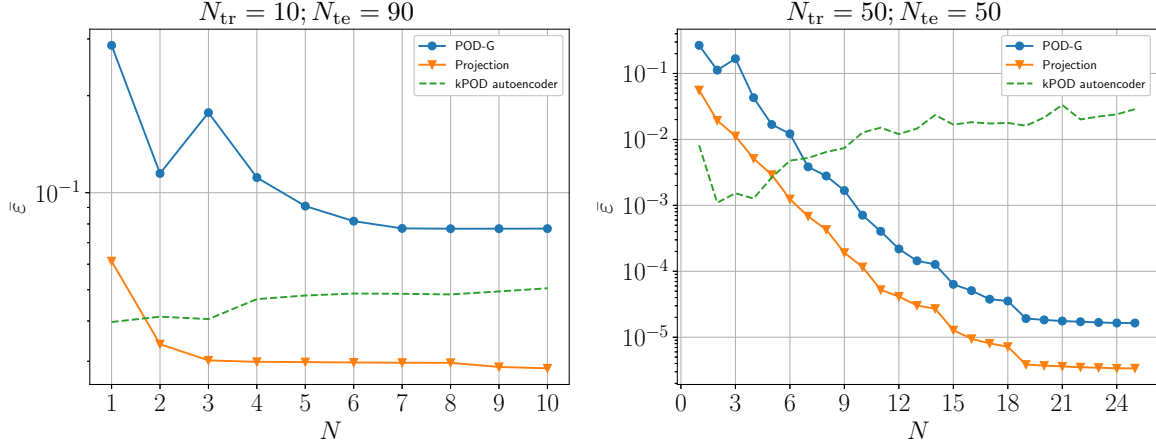 N_tr = 10; N_te = 90
POD-G
Projection
kPOD autoencoder
10^−1
ε̄
1 2 3 4 5 6 7 8 9 10
N
N_tr = 50; N_te = 50
POD-G
Projection
kPOD autoencoder
10^−1
10^−2
10^−3
10^−4
10^−5
ε̄
0 3 6 9 12 15 18 21 24
N